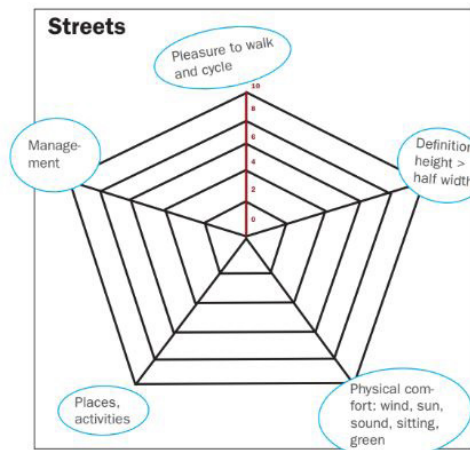 Streets
Pleasure to walk
and cycle
10
8
6
4
2
0
Manage-
ment
Definition
height >
half width
Places,
activities
Physical com-
fort: wind, sun,
sound, sitting,
green